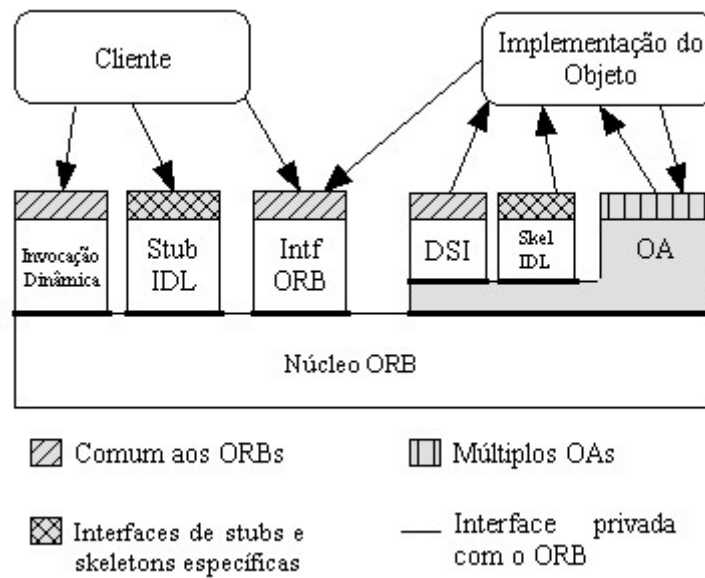 Cliente
Implementação do
Objeto
Invocação
Dinâmica
Stub
IDL
Intf
ORB
DSI
Skel
IDL
OA
Núcleo ORB
Comum aos ORBs
Múltiplos OAs
Interfaces de stubs e
skeletons específicas
Interface privada
com o ORB